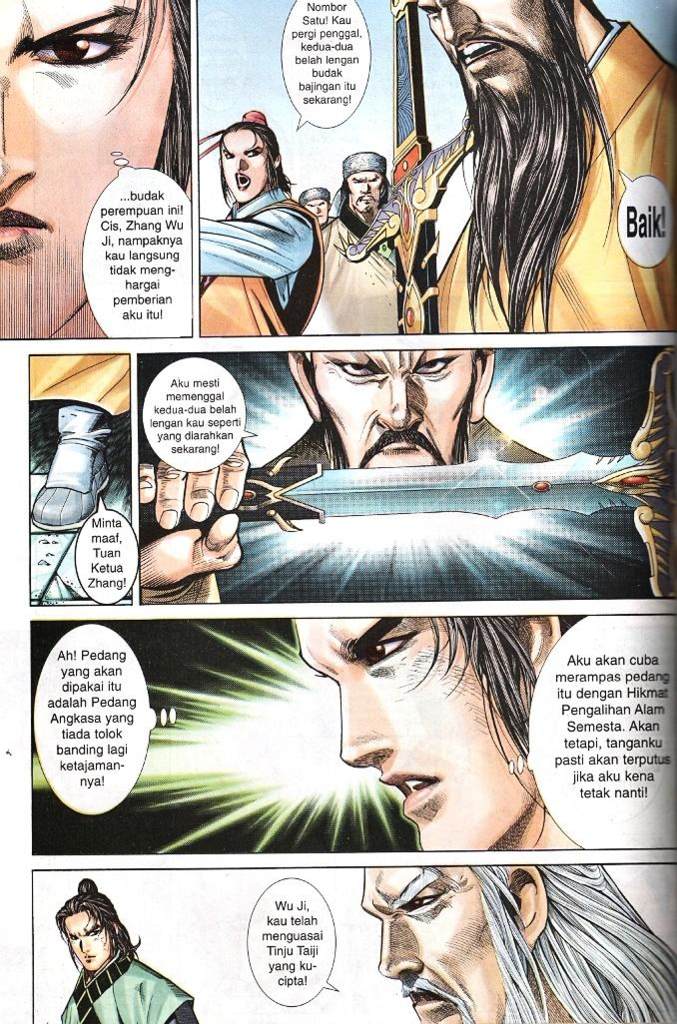 ...budak
perempuan ini!
Cis, Zhang Wu
Ji, nampaknya
kau langsung
tidak meng-
hargai
pemberian
aku itu!
Nombor
Satu! Kau
pergi penggal,
kedua-dua
belah lengan
budak
bajingan itu
sekarang!
Baik!
Minta
maaf,
Tuan
Ketua
Zhang!
Aku mesti
memenggal
kedua-dua belah
lengan kau seperti
yang diarahkan
sekarang!
Ah! Pedang
yang akan
dipakai itu
adalah Pedang
Angkasa yang
tiada tolok
banding lagi
ketajaman-
nya!
Aku akan cuba
merampas pedang
itu dengan Hikmat
Pengalihan Alam
Semesta. Akan
tetapi, tanganku
pasti akan terputus
jika aku kena
tetak nanti!
Wu Ji,
kau telah
menguasai
Tinju Taiji
yang ku-
cipta!